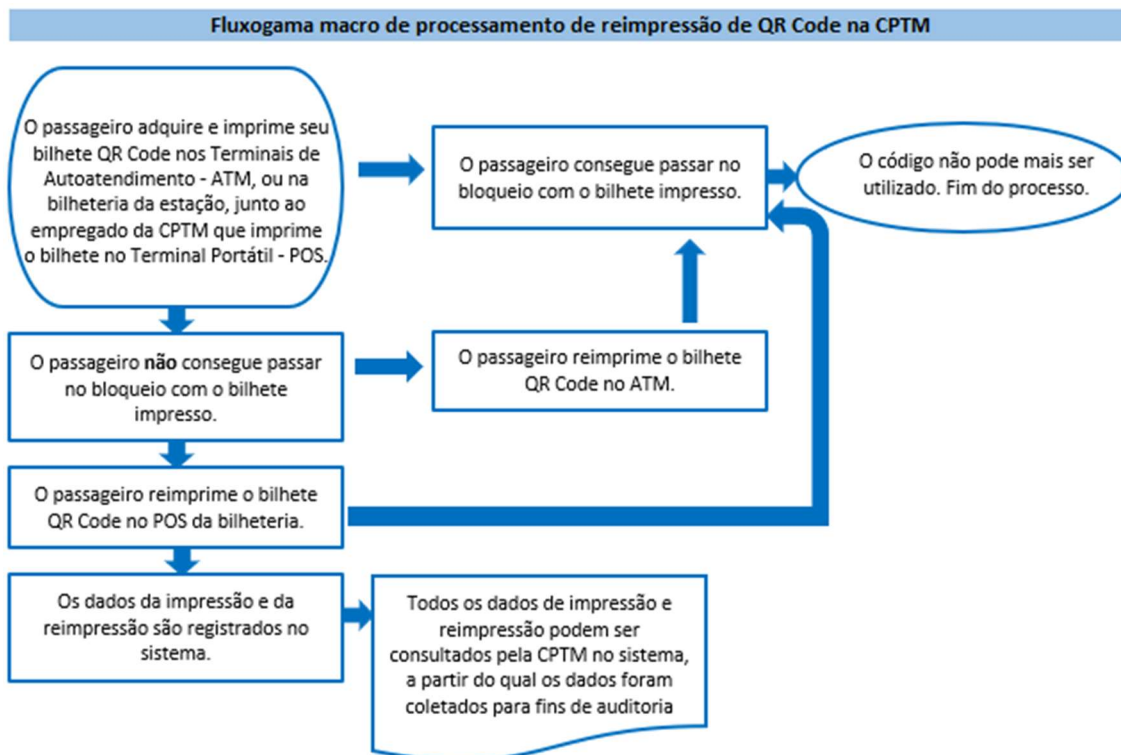 Fluxogama macro de processamento de reimpressão de QR Code na CPTM
O passageiro adquire e imprime seu
bilhete QR Code nos Terminais de
Autoatendimento - ATM, ou na
bilheteria da estação, junto ao
empregado da CPTM que imprime
o bilhete no Terminal Portátil - POS.
O passageiro consegue passar no
bloqueio com o bilhete impresso.
O código não pode mais ser
utilizado. Fim do processo.
O passageiro não consegue passar
no bloqueio com o bilhete
impresso.
O passageiro reimprime o bilhete
QR Code no ATM.
O passageiro reimprime o bilhete
QR Code no POS da bilheteria.
Os dados da impressão e da
reimpressão são registrados no
sistema.
Todos os dados de impressão e
reimpressão podem ser
consultados pela CPTM no sistema,
a partir do qual os dados foram
coletados para fins de auditoria